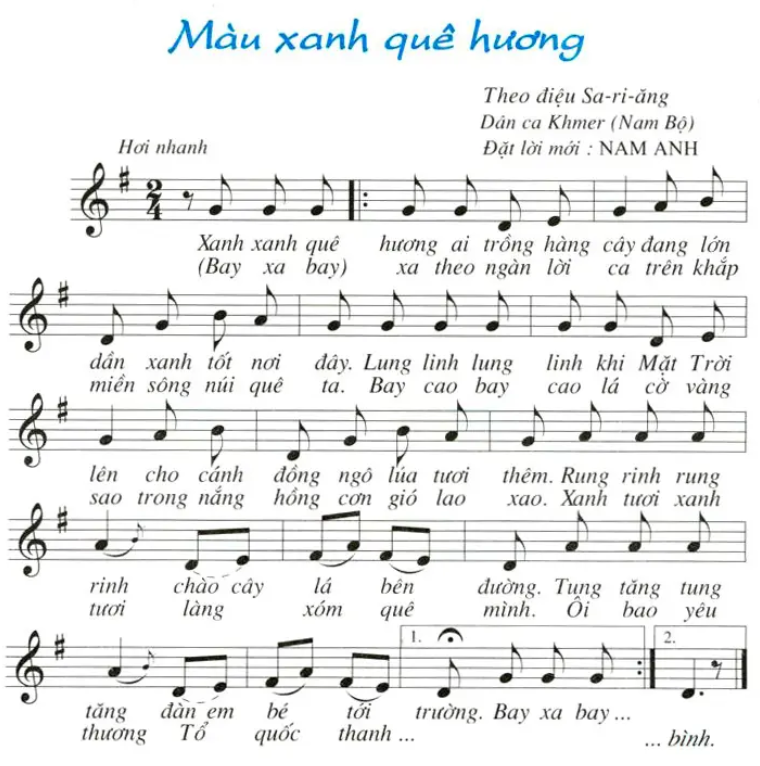 Màu xanh quê hương
Theo điệu Sa-ri-ăng
Dân ca Khmer (Nam Bộ)
Hơi nhanh
Đặt lời mới : NAM ANH
2
4
Xanh xanh quê hương ai trồng hàng cây đang lớn
(Bay xa bay) xa theo ngàn lời ca trên khắp
dần xanh tốt nơi đây. Lung linh lung linh khi Mặt Trời
miền sông núi quê ta. Bay cao bay cao lá cờ vàng
lên cho cánh đồng ngô lúa tươi thêm. Rung rinh rung
sao trong nắng hồng cơn gió lao xao. Xanh tươi xanh
rinh chào cây lá bên đường. Tung tăng tung
tươi làng xóm quê mình. Ôi bao yêu
1. 2.
tăng đàn em bé tới trường. Bay xa bay ...
thương Tổ quốc thanh ... ... bình.